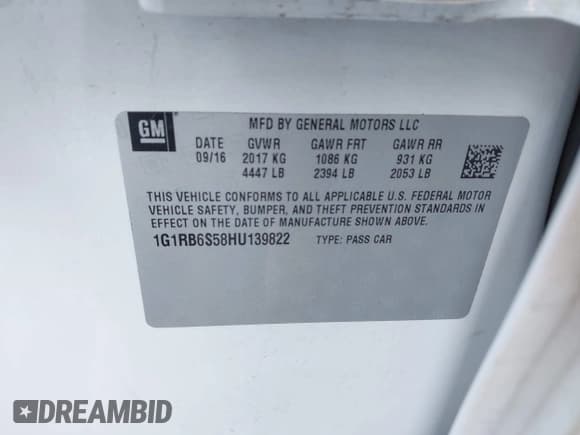 GM
MFD BY GENERAL MOTORS LLC
DATE GVWR GAWR FRT GAWR RR
09/16 2017 KG 1086 KG 931 KG
4447 LB 2394 LB 2053 LB
THIS VEHICLE CONFORMS TO ALL APPLICABLE U.S. FEDERAL MOTOR
VEHICLE SAFETY, BUMPER, AND THEFT PREVENTION STANDARDS IN
EFFECT ON THE DATE OF MANUFACTURE SHOWN ABOVE.
1G1RB6S58HU139822 TYPE: PASS CAR
DREAMBID